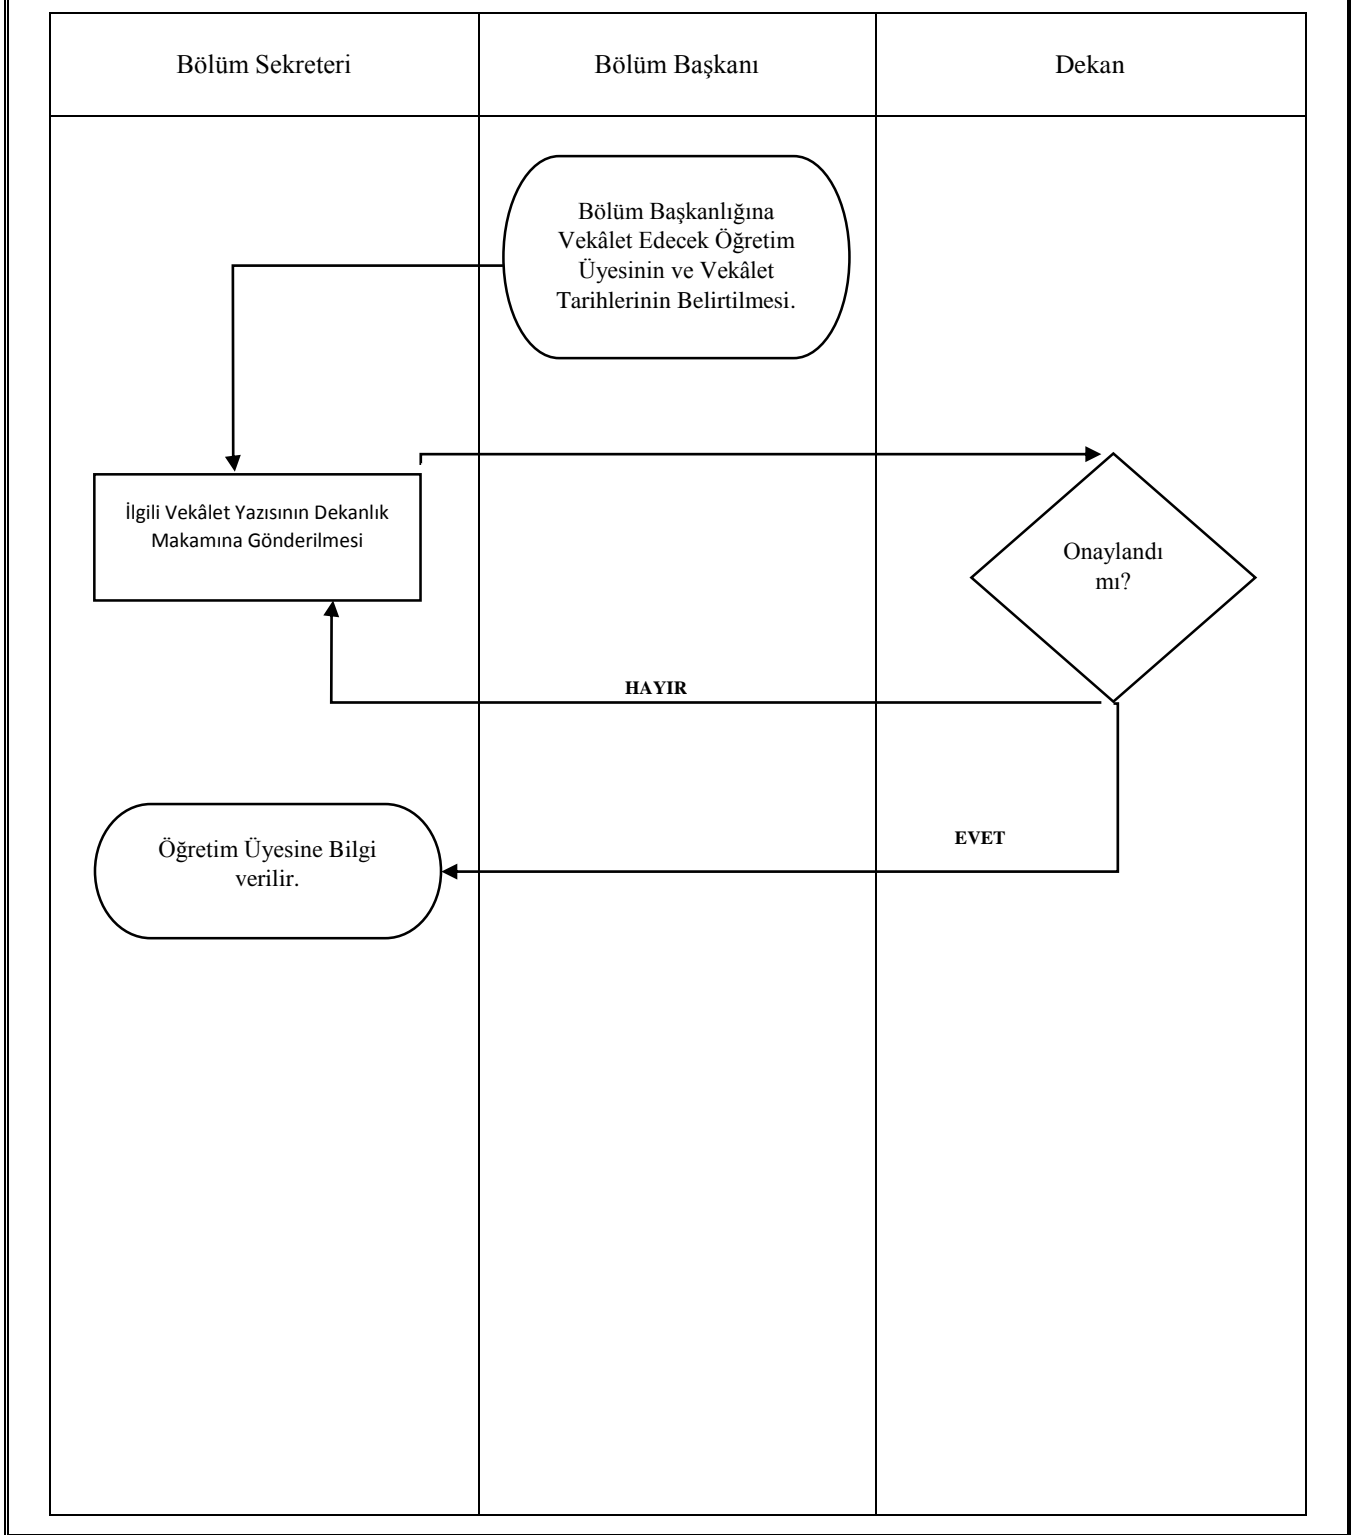 Bölüm Sekreteri
Bölüm Başkanı
Dekan
Bölüm Başkanlığına
Vekâlet Edecek Öğretim
Üyesinin ve Vekâlet
Tarihlerinin Belirtilmesi.
İlgili Vekâlet Yazısının Dekanlık
Makamına Gönderilmesi
Onaylandı
mı?
HAYIR
EVET
Öğretim Üyesine Bilgi
verilir.